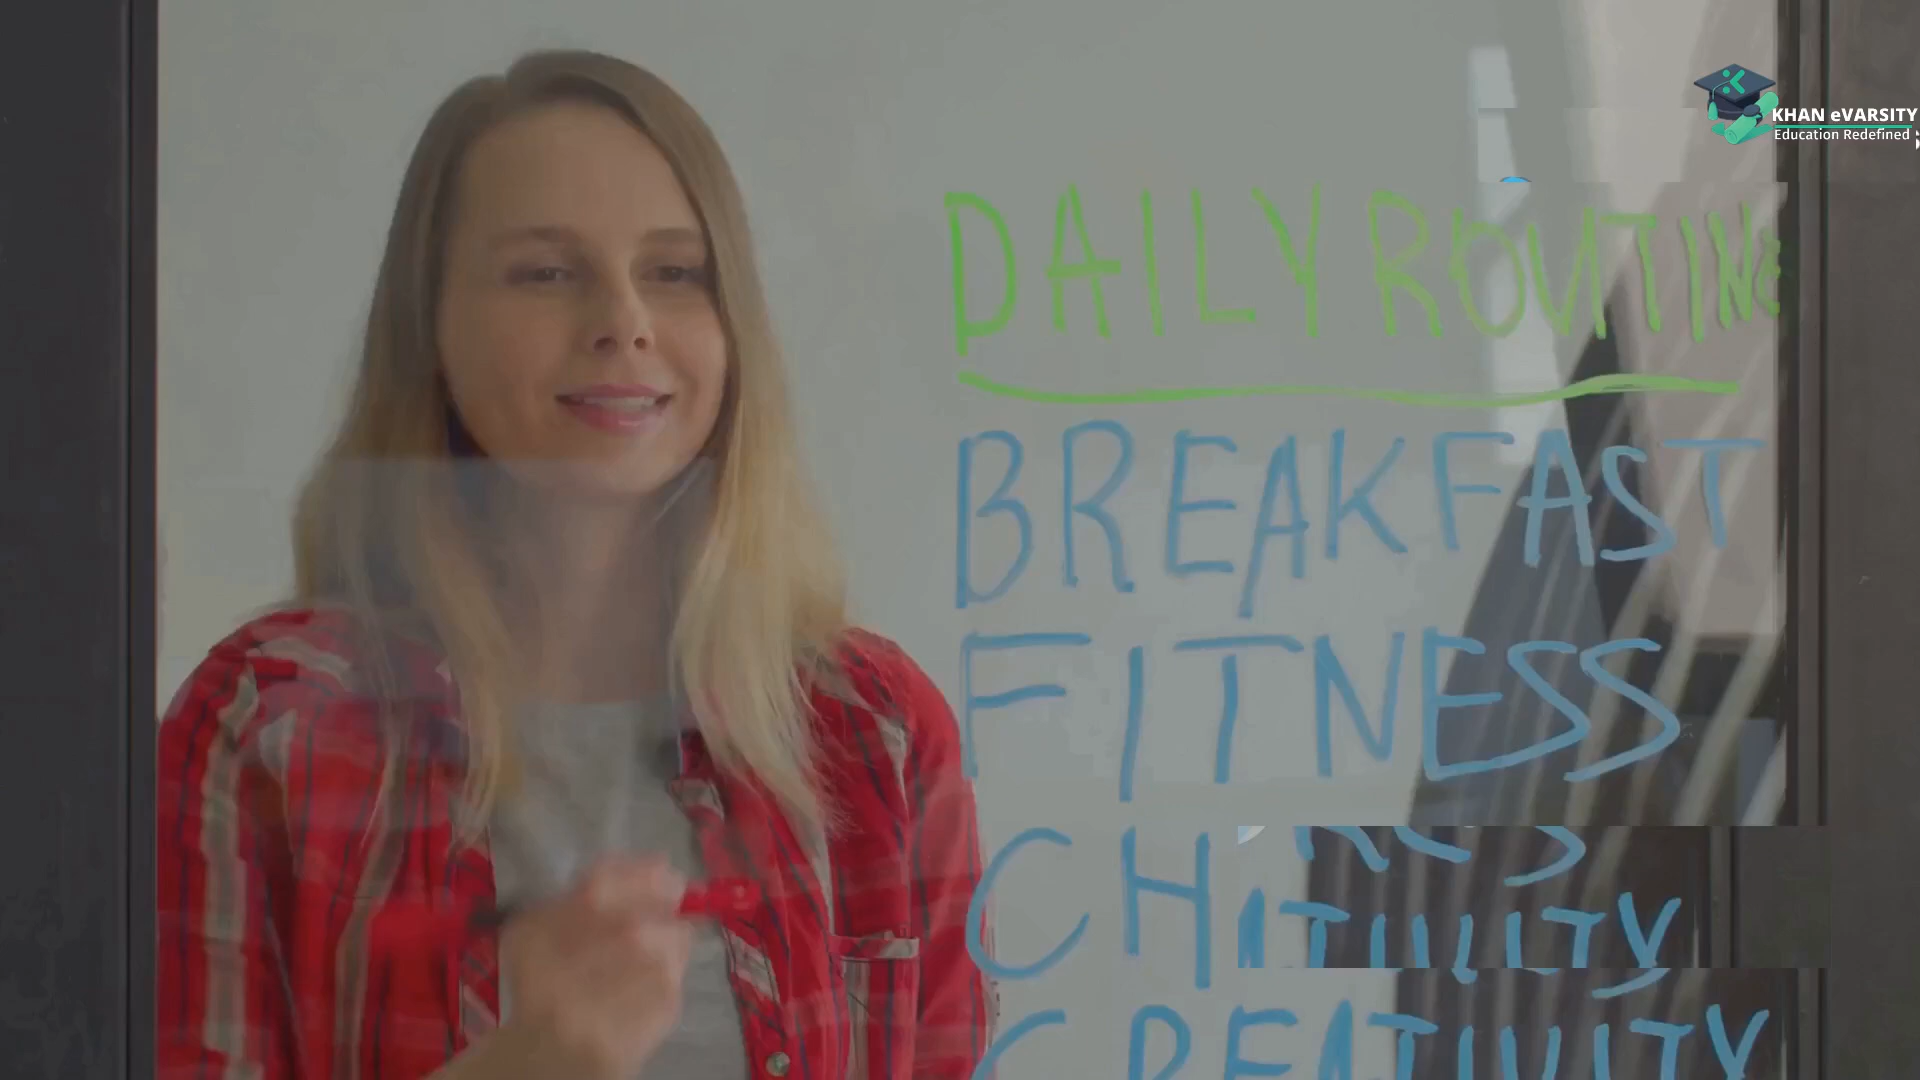 KHAN eVARSITY
Education Redefined
DAILY ROUTINE
BREAKFAST
FITNESS
CREATIVITY